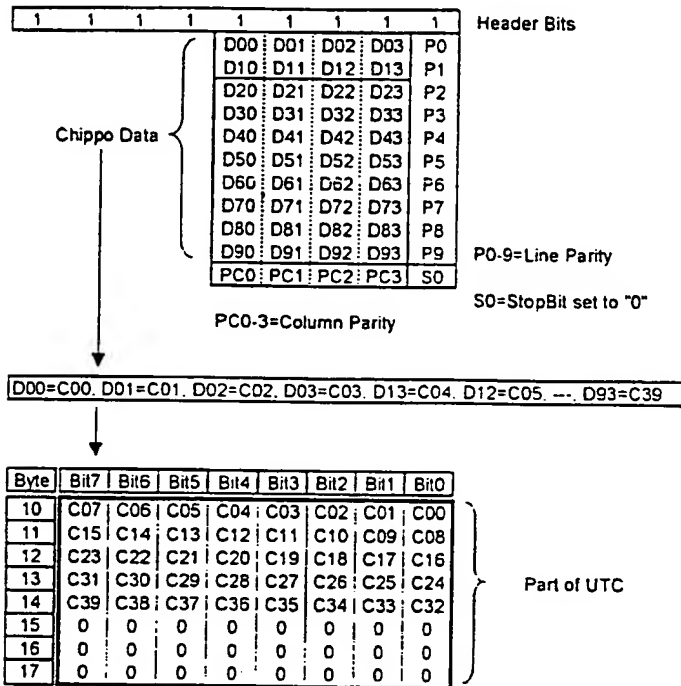 1 1 1 1 1 1 1 1 1 Header Bits
D00 D01 D02 D03 P0
D10 D11 D12 D13 P1
D20 D21 D22 D23 P2
D30 D31 D32 D33 P3
Chippo Data D40 D41 D42 D43 P4
D50 D51 D52 D53 P5
D60 D61 D62 D63 P6
D70 D71 D72 D73 P7
D80 D81 D82 D83 P8
D90 D91 D92 D93 P9 P0-9=Line Parity
PC0 PC1 PC2 PC3 S0
S0=StopBit set to "0"
PC0-3=Column Parity
D00=C00. D01=C01. D02=C02. D03=C03. D13=C04. D12=C05. ---. D93=C39
Byte Bit7 Bit6 Bit5 Bit4 Bit3 Bit2 Bit1 Bit0
10 C07 C06 C05 C04 C03 C02 C01 C00
11 C15 C14 C13 C12 C11 C10 C09 C08
12 C23 C22 C21 C20 C19 C18 C17 C16
13 C31 C30 C29 C28 C27 C26 C25 C24 Part of UTC
14 C39 C38 C37 C36 C35 C34 C33 C32
15 0 0 0 0 0 0 0 0
16 0 0 0 0 0 0 0 0
17 0 0 0 0 0 0 0 0